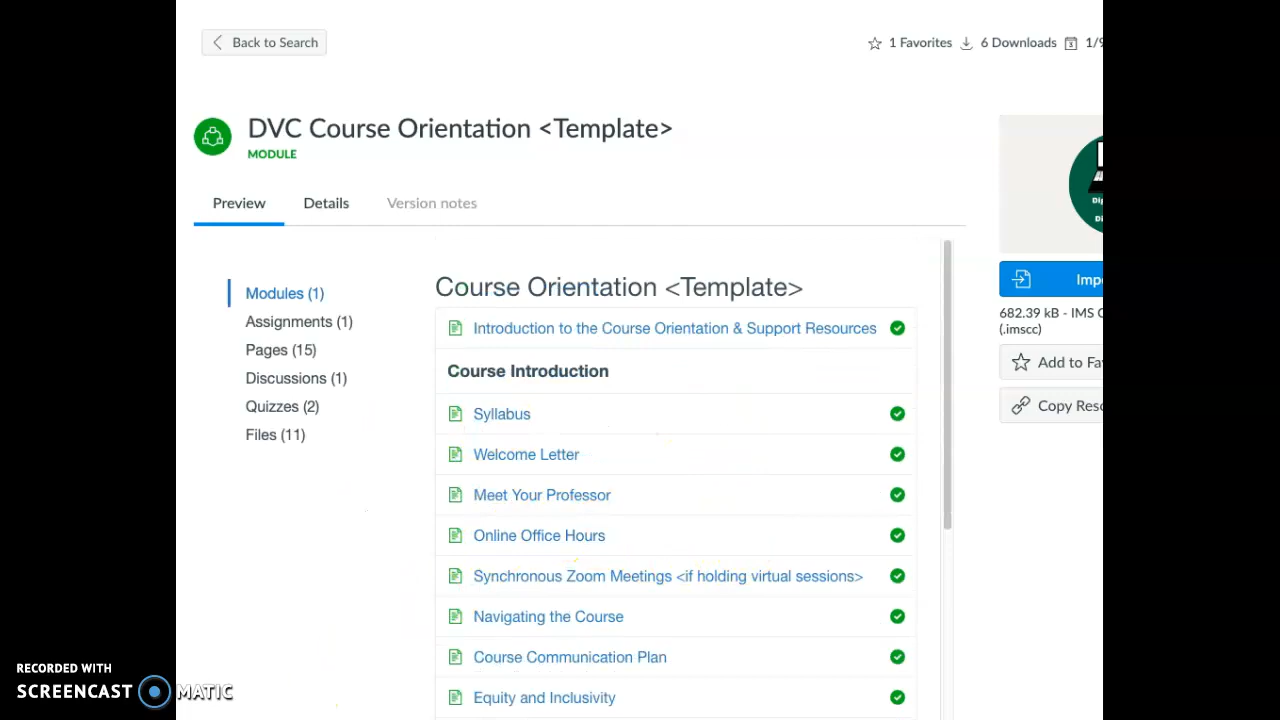 Back to Search
1 Favorites 6 Downloads
DVC Course Orientation <Template>
MODULE
Preview Details Version notes
Modules (1)
Assignments (1)
Pages (15)
Discussions (1)
Quizzes (2)
Files (11)
Course Orientation <Template>
Introduction to the Course Orientation & Support Resources
Course Introduction
Syllabus
Welcome Letter
Meet Your Professor
Online Office Hours
Synchronous Zoom Meetings <if holding virtual sessions>
Navigating the Course
Course Communication Plan
Equity and Inclusivity
682.39 kB - IMS
(.imscc)
Add to
Copy
RECORDED WITH
SCREENCAST MATIC